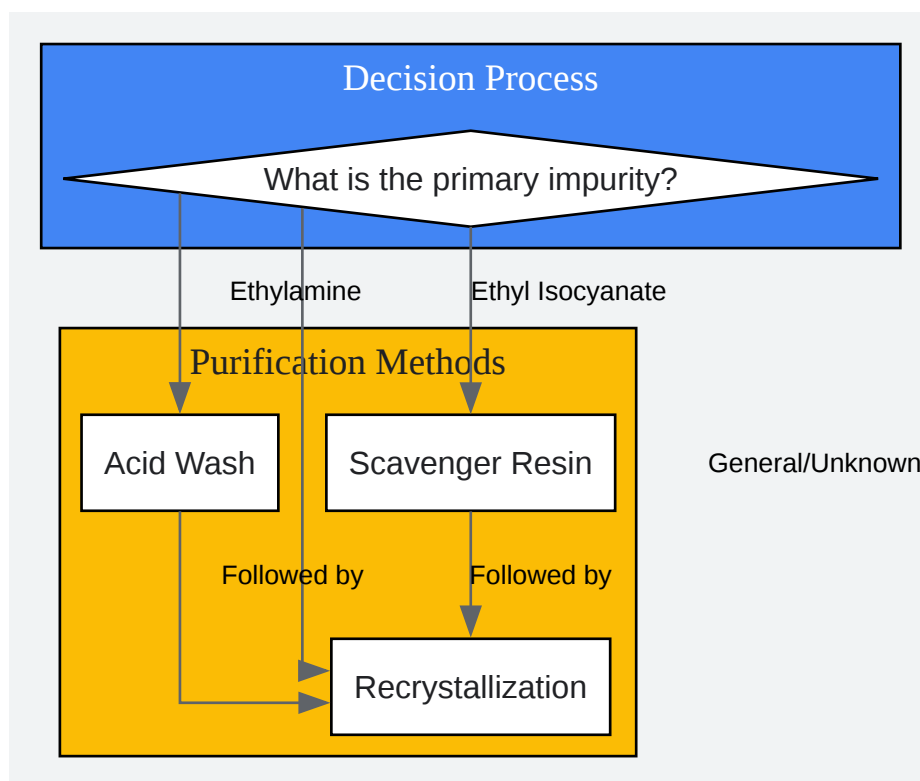 Decision Process
What is the primary impurity?
Ethylamine
Ethyl Isocyanate
Purification Methods
Acid Wash
Scavenger Resin
General/Unknown
Followed by
Followed by
Recrystallization